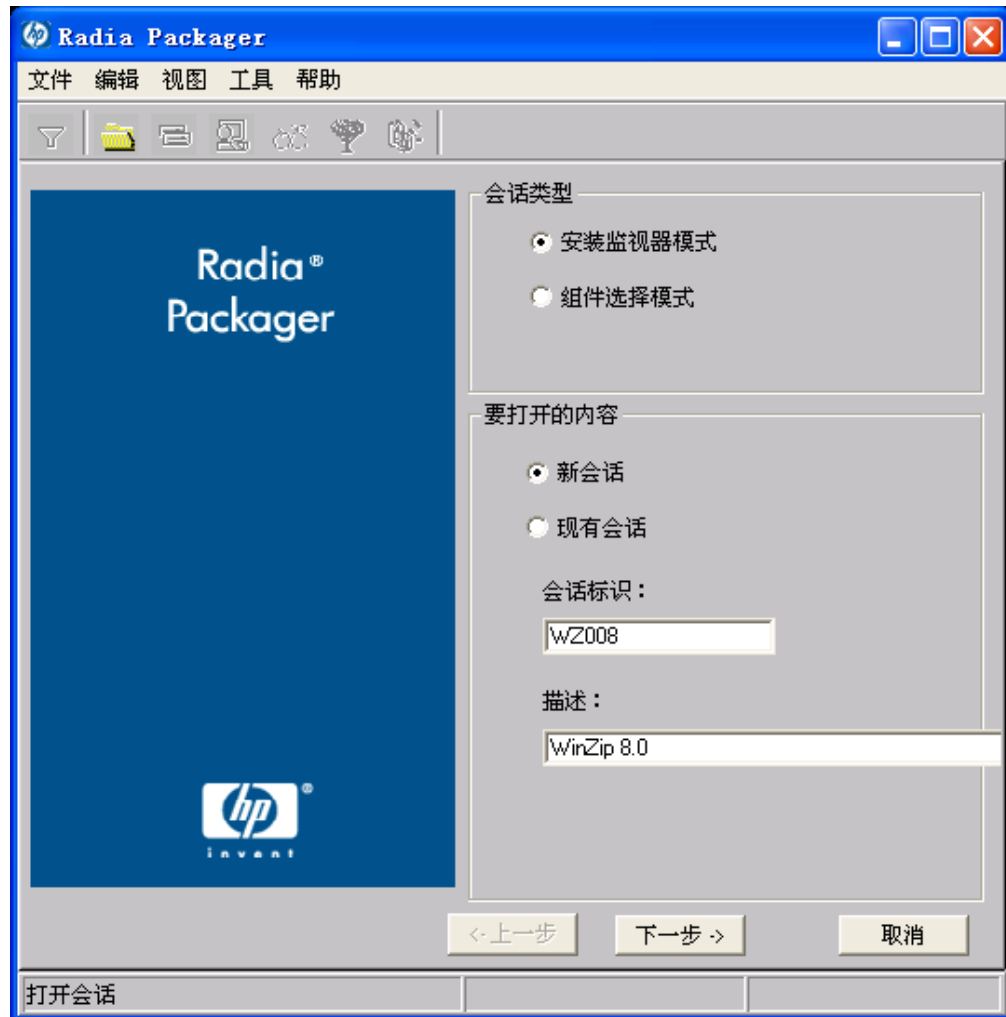 Radia Packager
文件 编辑 视图 工具 帮助
Radia ®
Packager
hp ®
invent
会话类型
安装监视器模式
组件选择模式
要打开的内容
新会话
现有会话
会话标识：
WZ008
描述：
WinZip 8.0
<-上一步 下一步-> 取消
打开会话